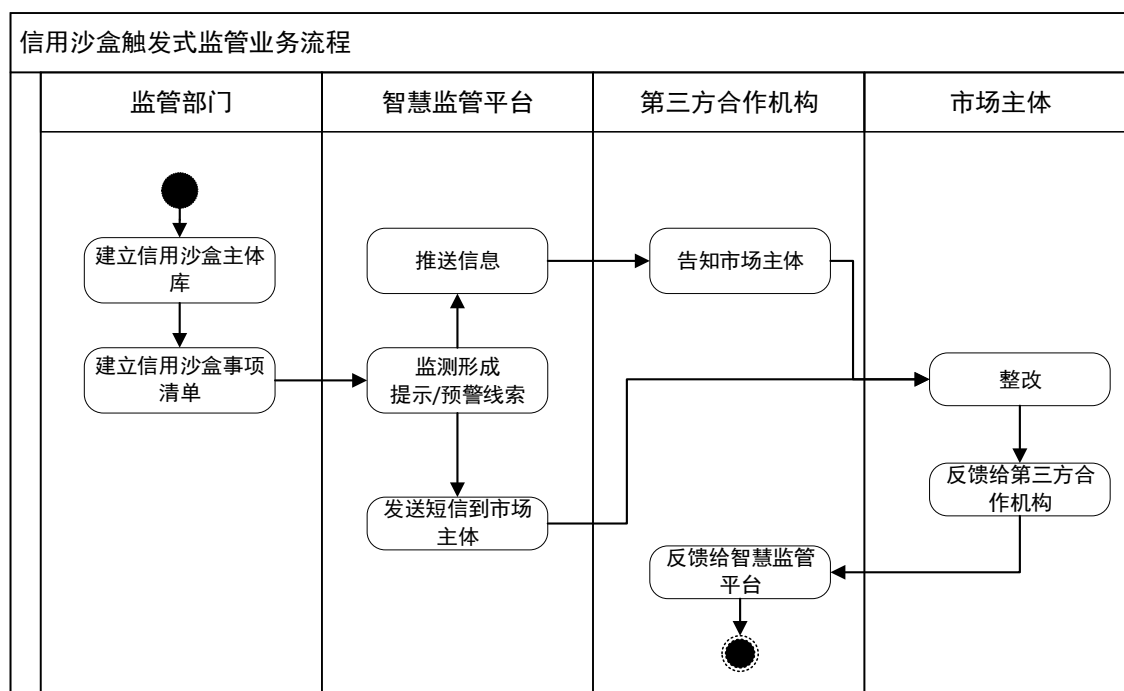 信用沙盒触发式监管业务流程
监管部门
智慧监管平台
第三方合作机构
市场主体
建立信用沙盒主体
库
推送信息
告知市场主体
建立信用沙盒事项
清单
监测形成
提示/预警线索
整改
反馈给第三方合
作机构
发送短信到市场
主体
反馈给智慧监管
平台